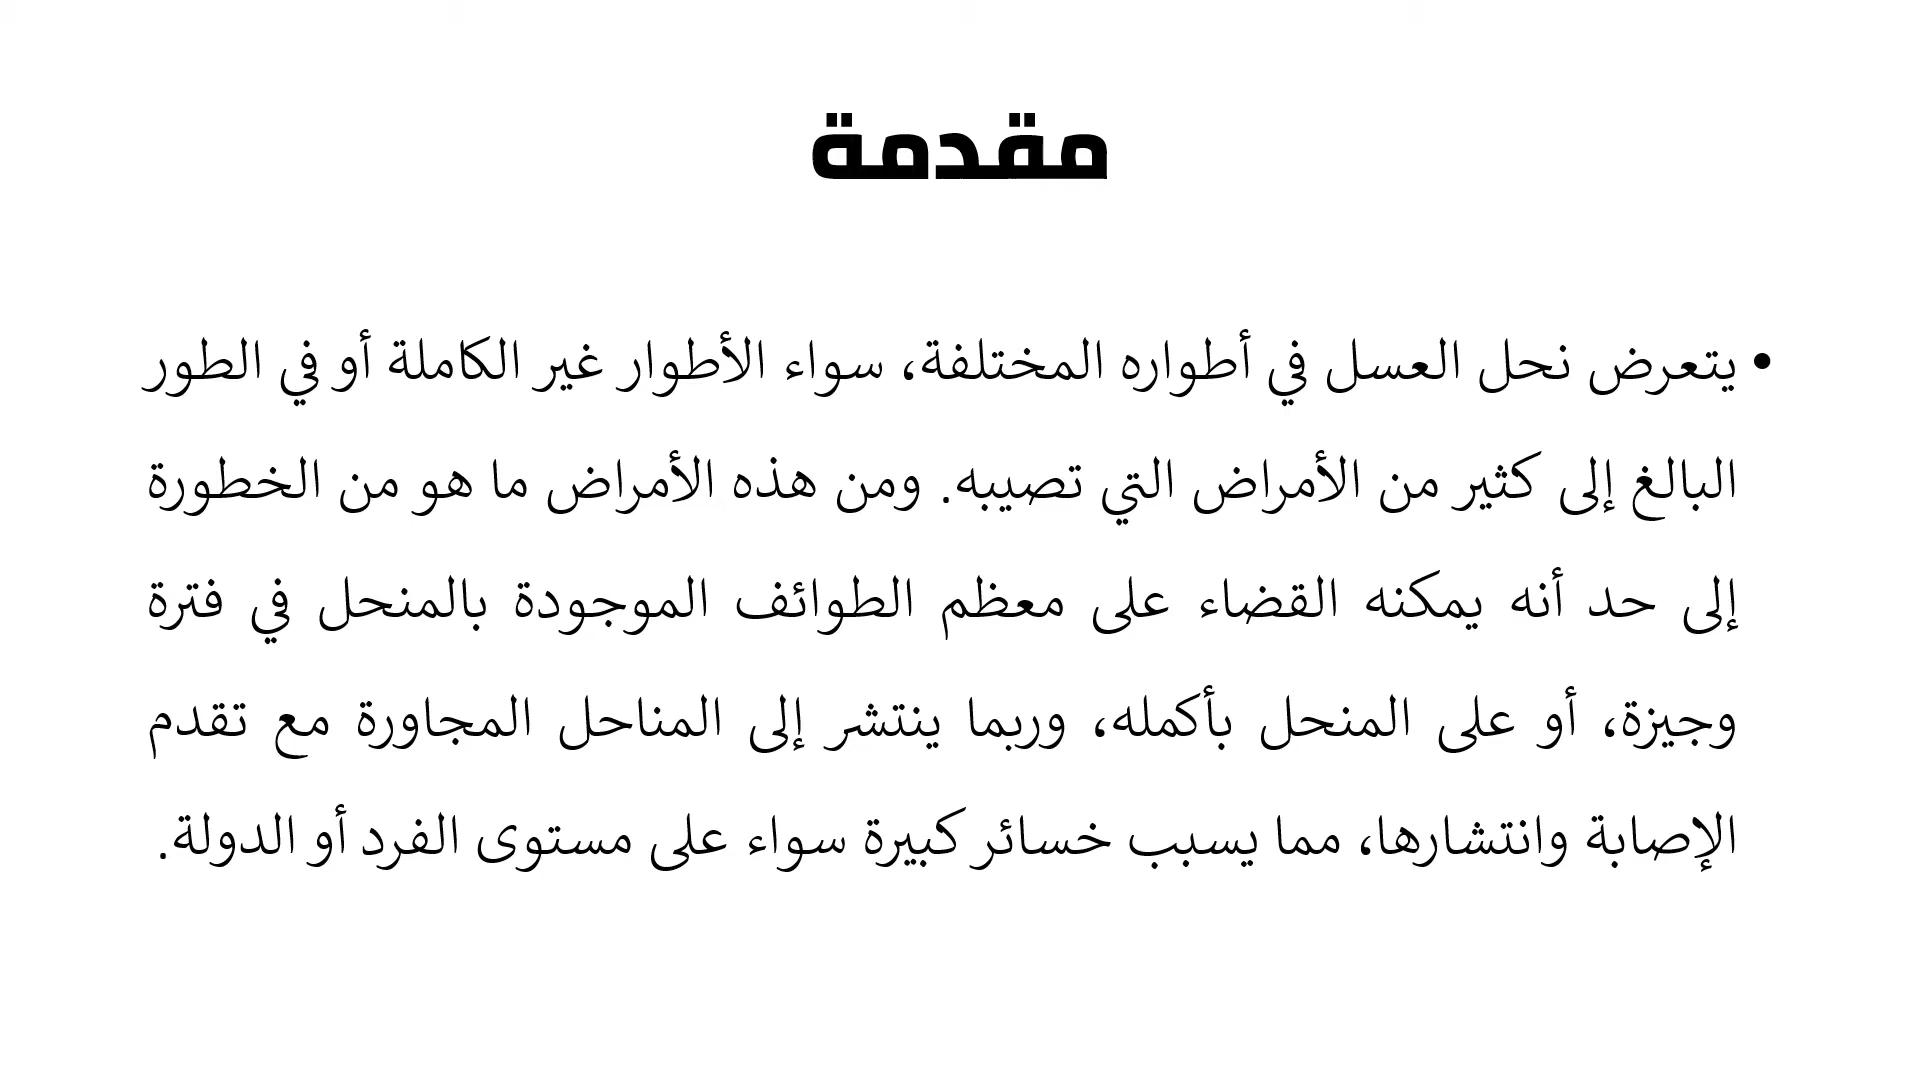 مقدمة
• يتعرض نحل العسل في أطواره المختلفة، سواء الأطوار غير الكاملة أو في الطور
البالغ إلى كثير من الأمراض التي تصيبه. ومن هذه الأمراض ما هو من الخطورة
إلى حد أنه يمكنه القضاء على معظم الطوائف الموجودة بالمنحل في فترة
وجيزة، أو على المنحل بأكمله، وربما ينتشر إلى المناحل المجاورة مع تقدم
الإصابة وانتشارها، مما يسبب خسائر كبيرة سواء على مستوى الفرد أو الدولة.